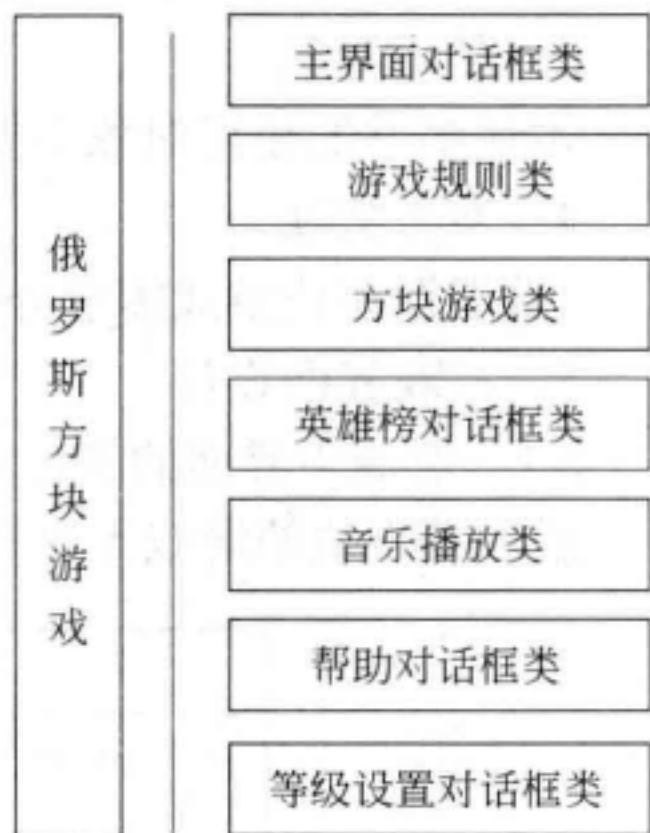 俄罗斯方块游戏
主界面对话框类
游戏规则类
方块游戏类
英雄榜对话框类
音乐播放类
帮助对话框类
等级设置对话框类